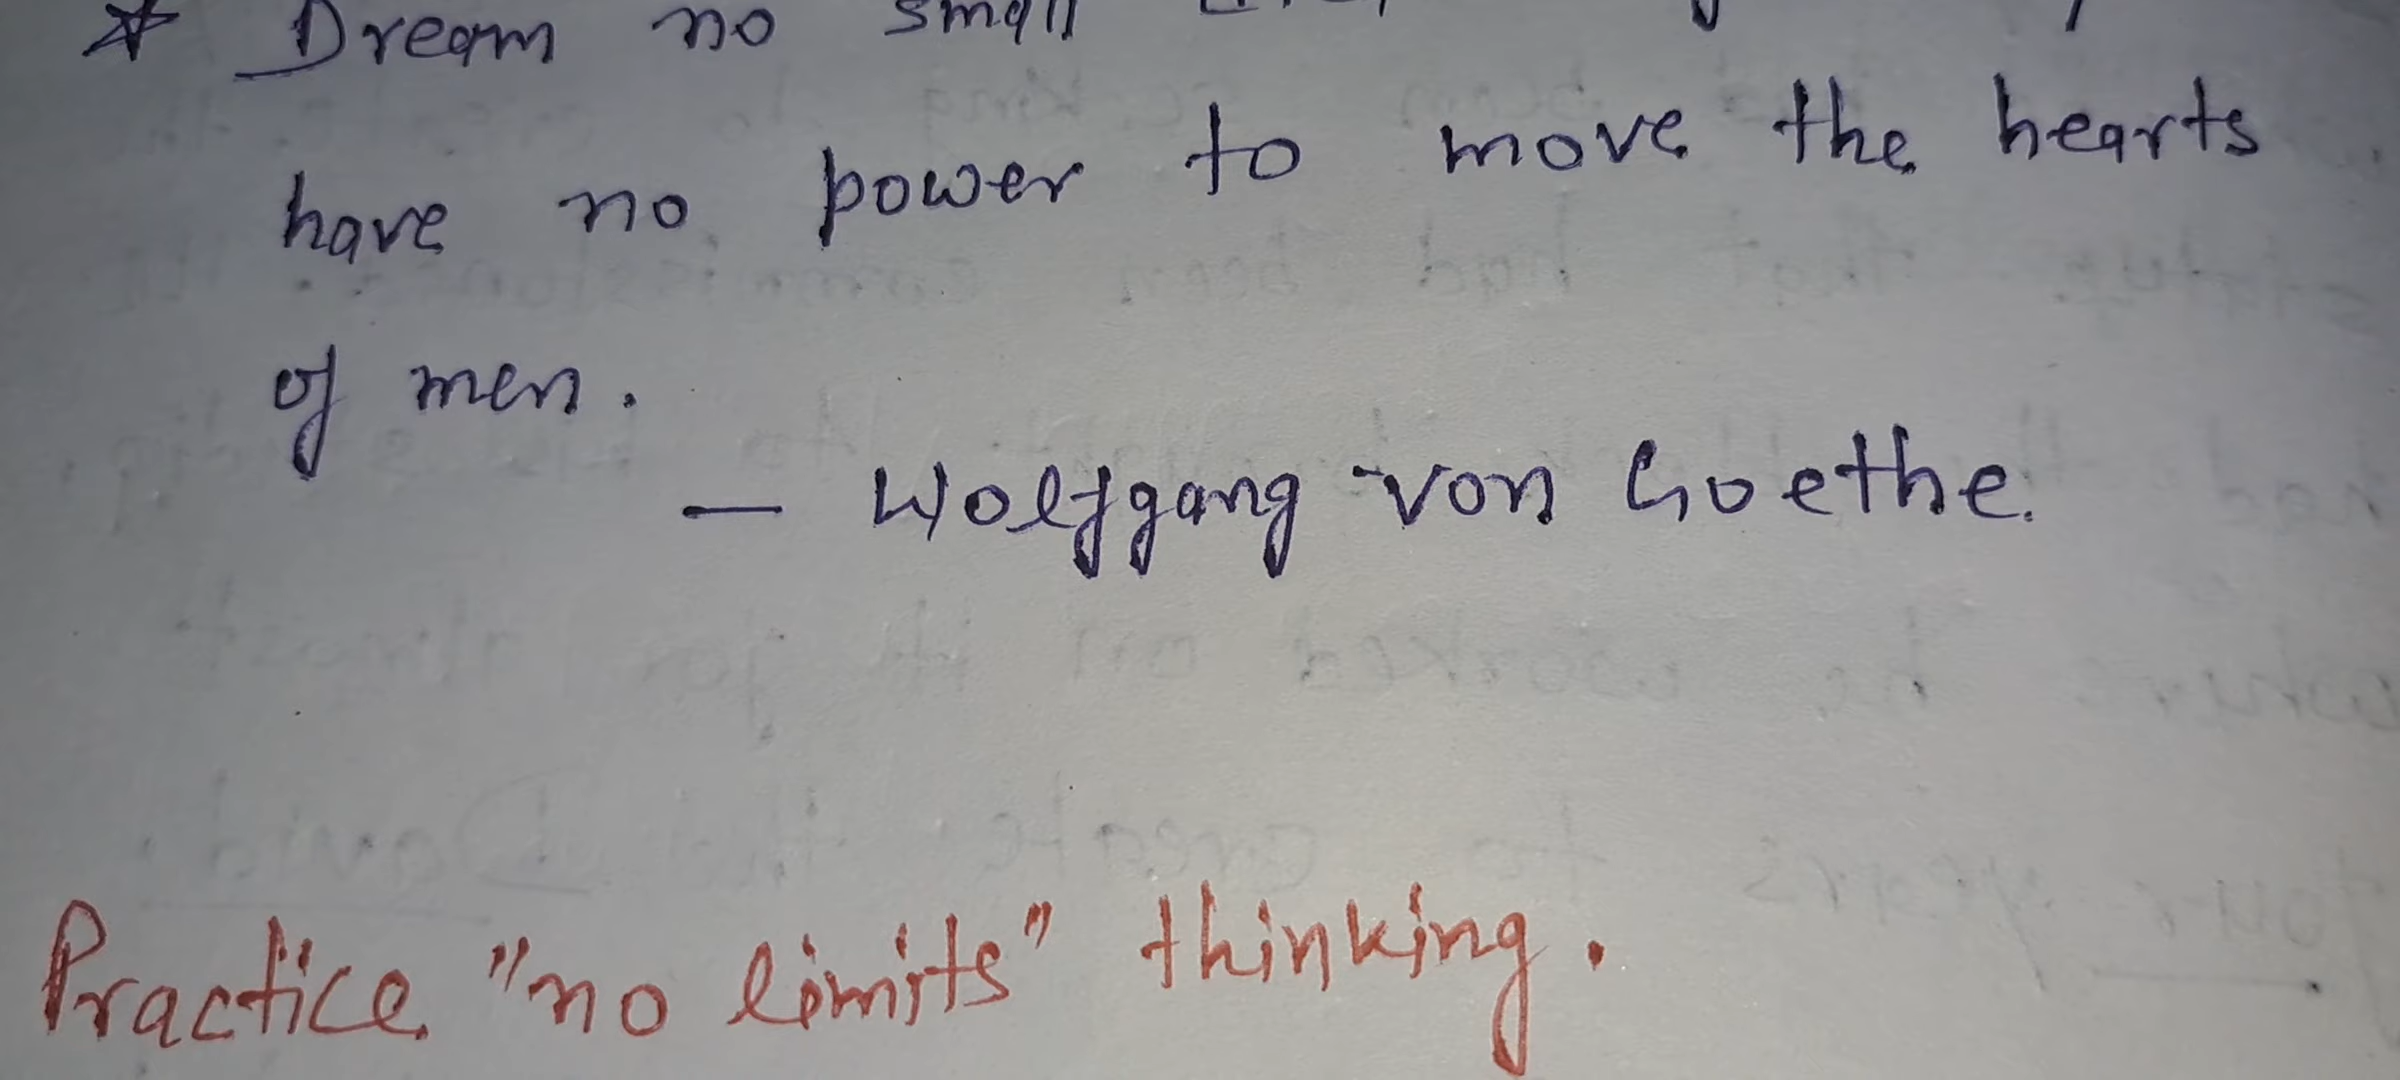 * Dream no small
have no power to move the hearts
of men.
— Wolfgang von Goethe.
Practice "no limits" thinking.